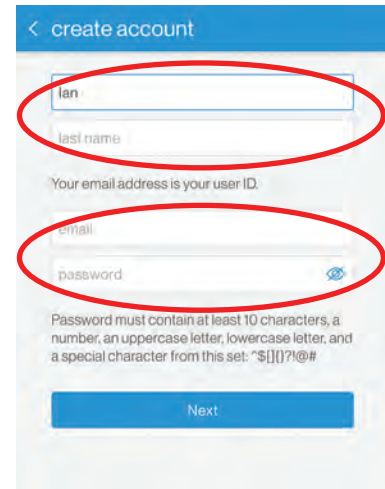 < create account
Ian
last name
Your email address is your user ID.
email
password
Password must contain at least 10 characters, a
number, an uppercase letter, lowercase letter, and
a special character from this set: ^$[]{}?!@#
Next